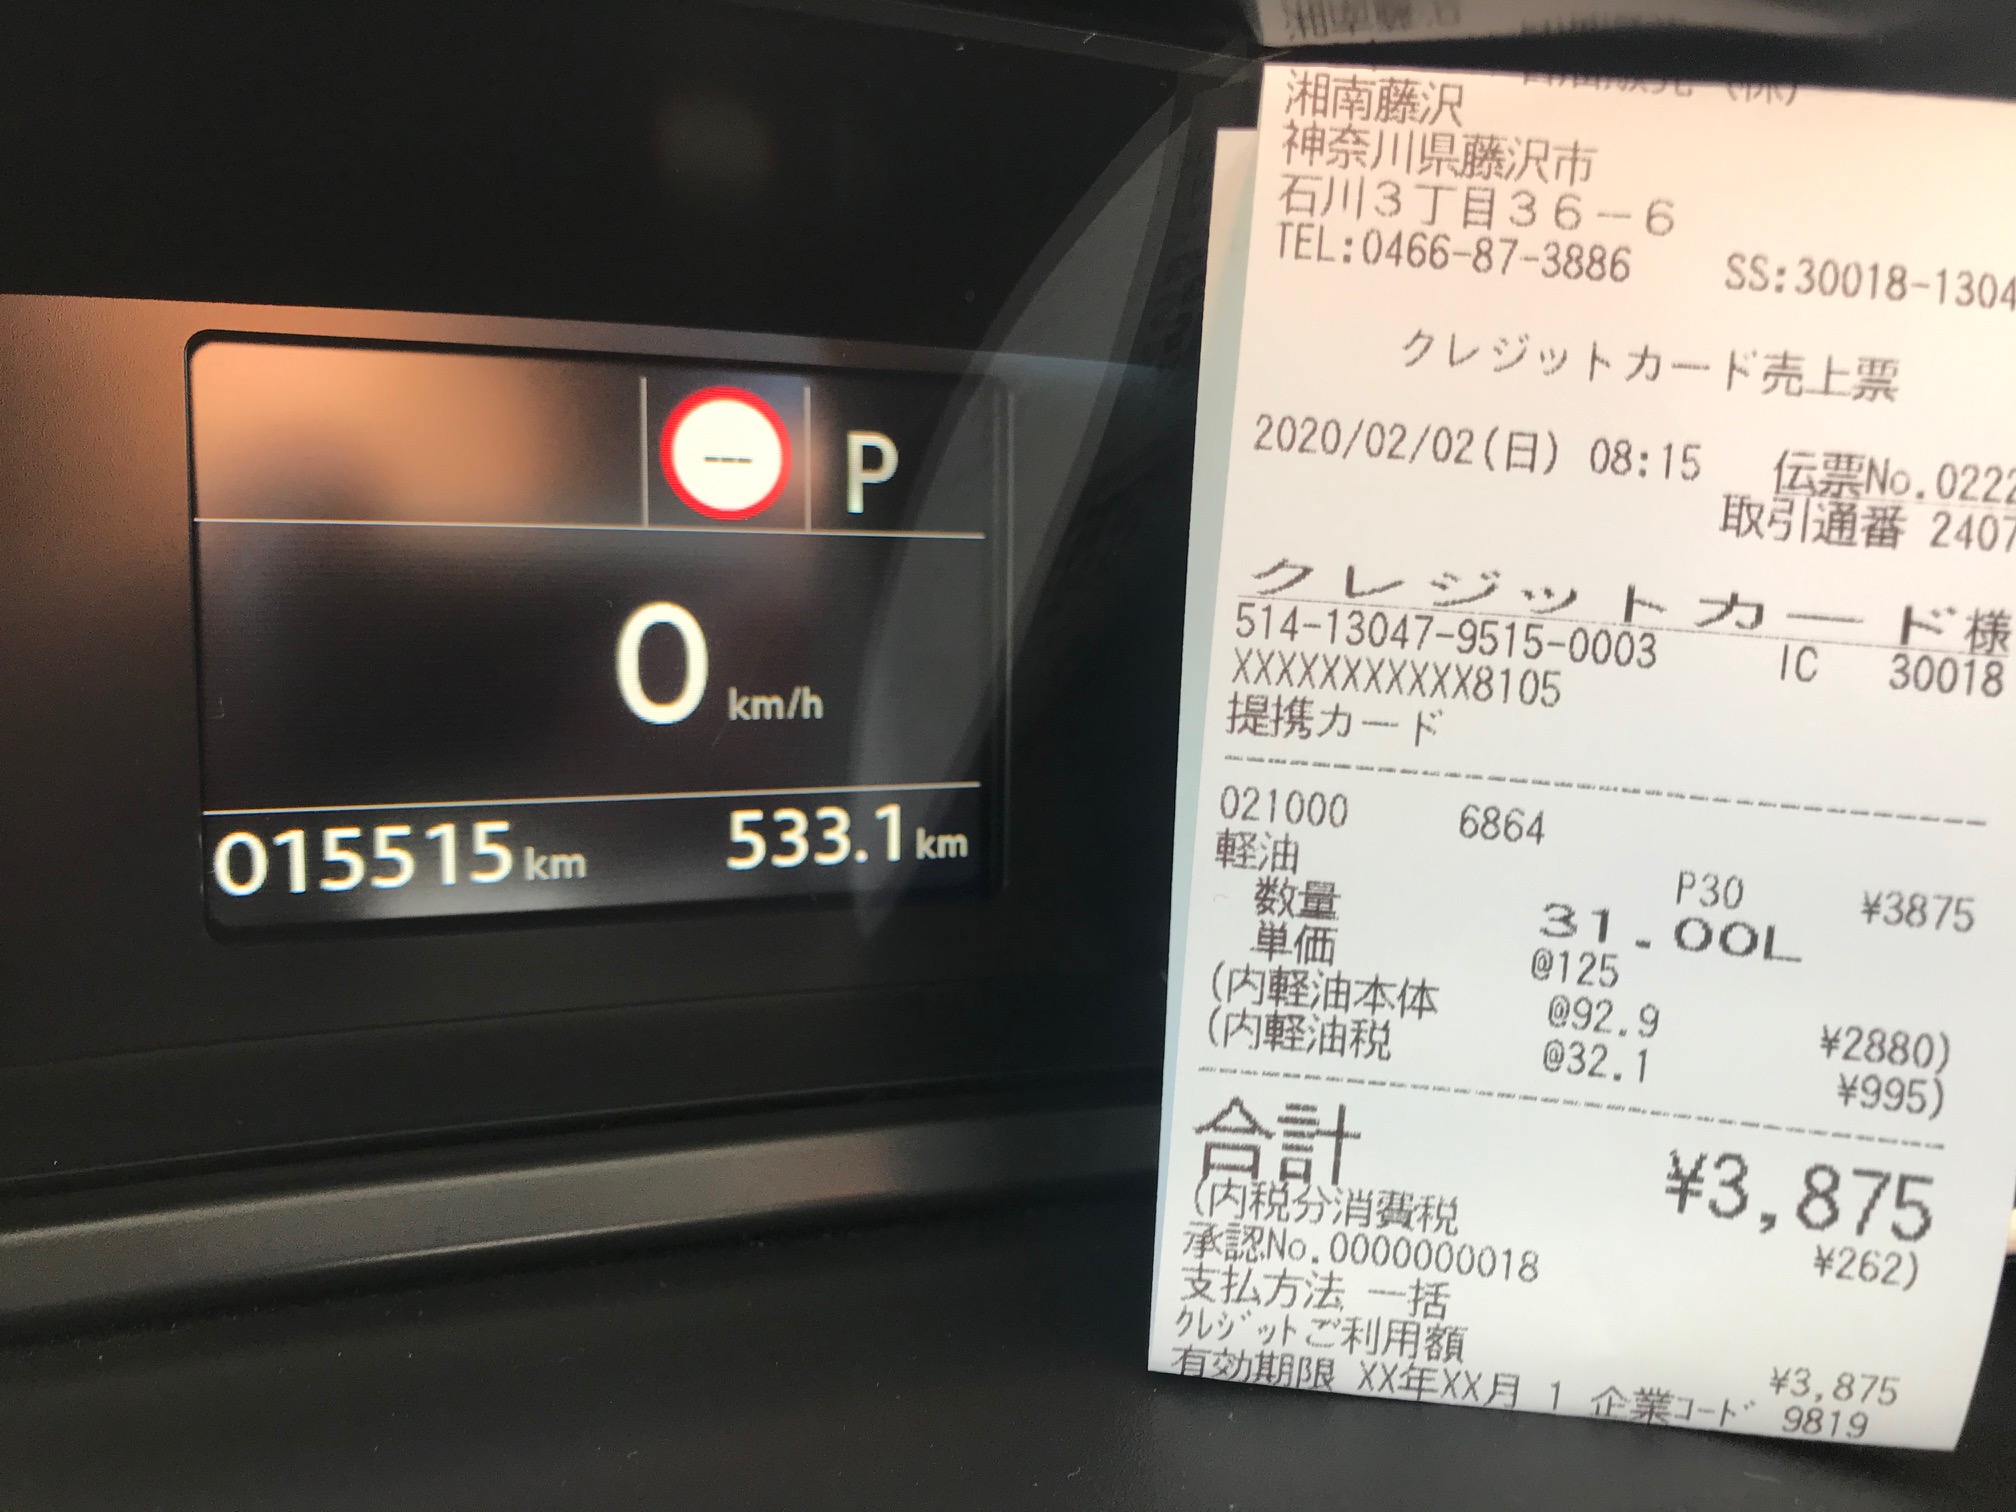 ---
P
0 km/h
015515 km 533.1 km
湘南藤沢
神奈川県藤沢市
石川3丁目36-6
TEL:0466-87-3886 SS:30018-1304
クレジットカード売上票
2020/02/02(日) 08:15 伝票No.0222
取引通番 2407
クレジットカード様
514-13047-9515-0003 IC 30018
XXXXXXXXXXXX8105
提携カード
021000 6864
軽油 P30 ¥3875
数量 31.00L
単価 @125
(内軽油本体 @92.9 ¥2880)
(内軽油税 @32.1 ¥995)
合計 ¥3,875
(内税分消費税 ¥262)
承認No.0000000018
支払方法 一括
クレジットご利用額 ¥3,875
有効期限 XX年XX月 1 企業コード 9819